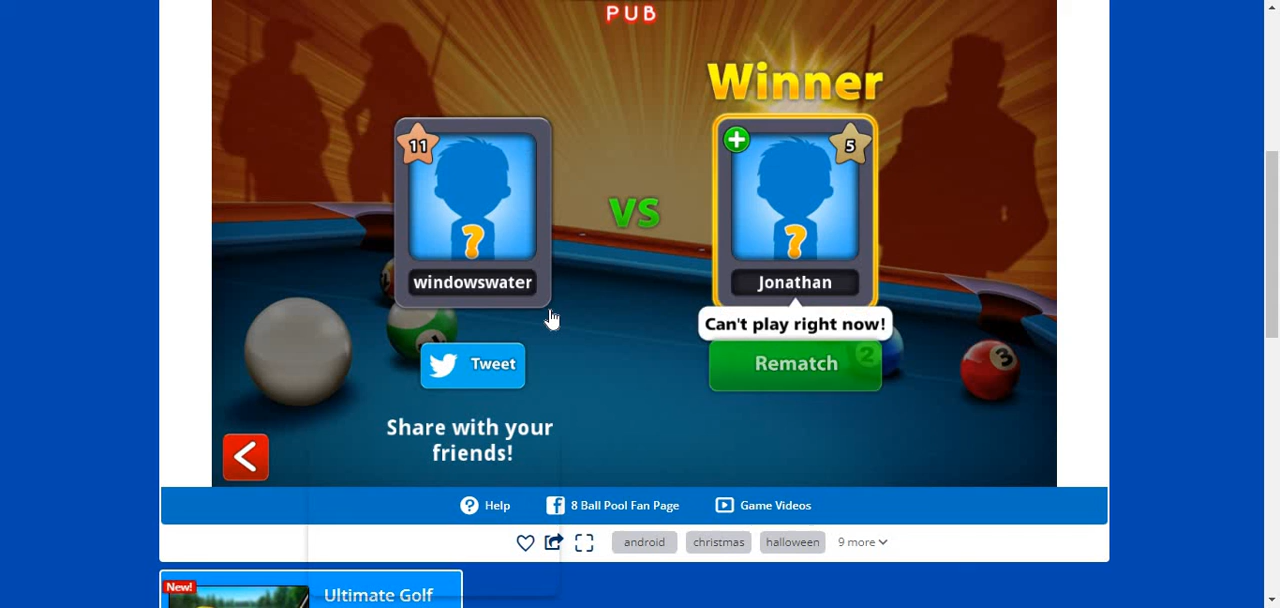 PUB
Winner
11
5
VS
windowswater
Jonathan
Can't play right now!
Tweet
Rematch
2
3
Share with your
friends!
Help
8 Ball Pool Fan Page
Game Videos
android
christmas
halloween
9 more
New!
Ultimate Golf